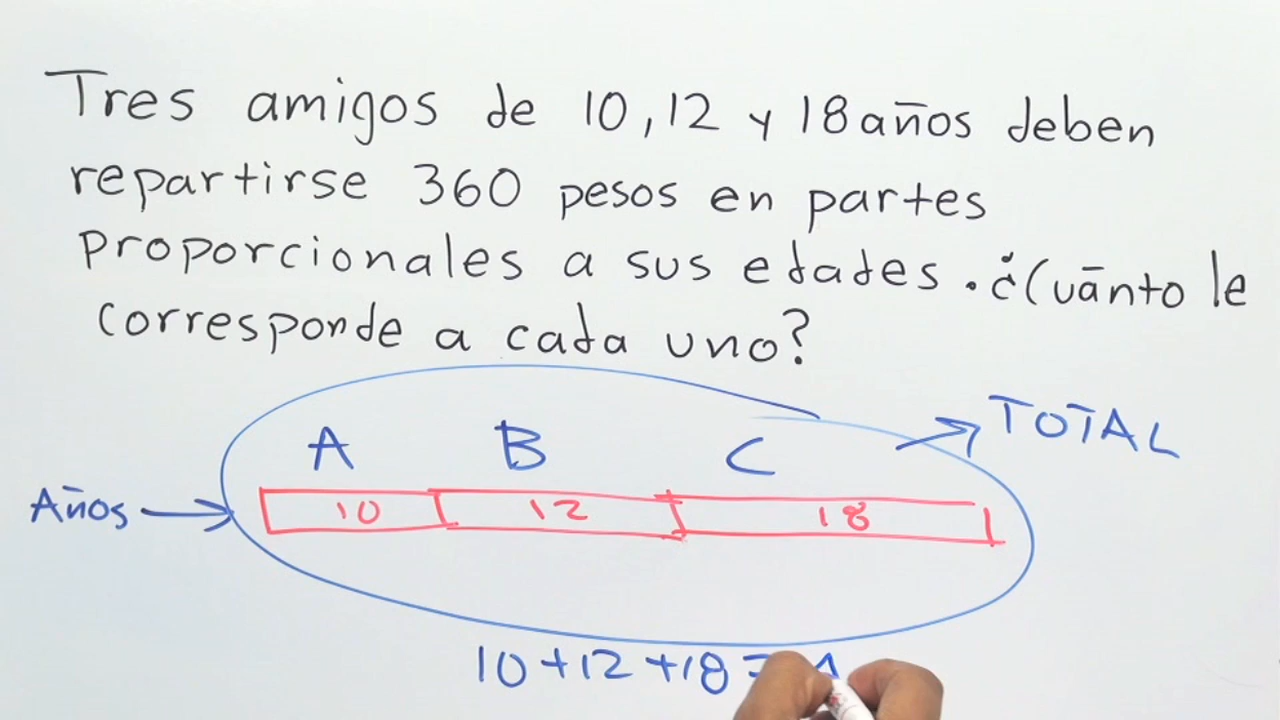 Tres amigos de 10, 12 y 18 años deben
repartirse 360 pesos en partes
proporcionales a sus edades. ¿Cuánto le
corresponde a cada uno?
TOTAL
A B C
Años
10 12 18
10+12+18=